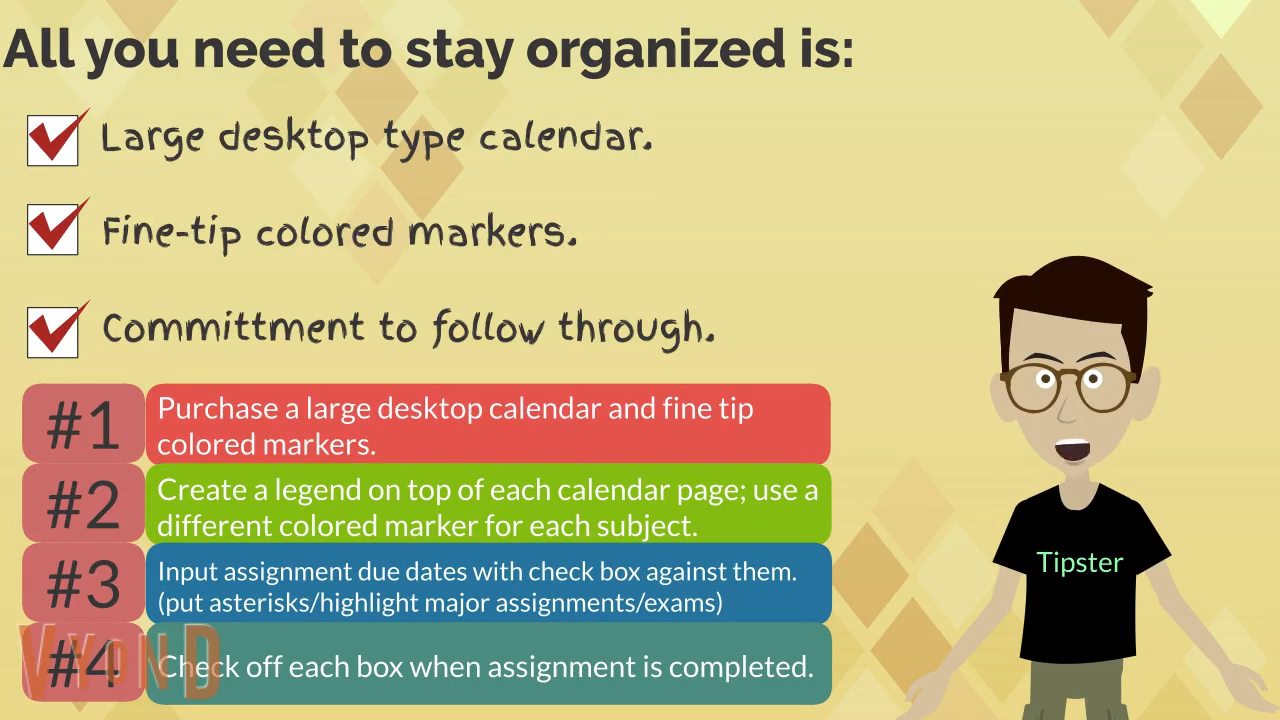 All you need to stay organized is:
Large desktop type calendar.
Fine-tip colored markers.
Committment to follow through.
#1
Purchase a large desktop calendar and fine tip
colored markers.
#2
Create a legend on top of each calendar page; use a
different colored marker for each subject.
#3
Input assignment due dates with check box against them.
(put asterisks/highlight major assignments/exams)
#4
Check off each box when assignment is completed.
Tipster
VYOND